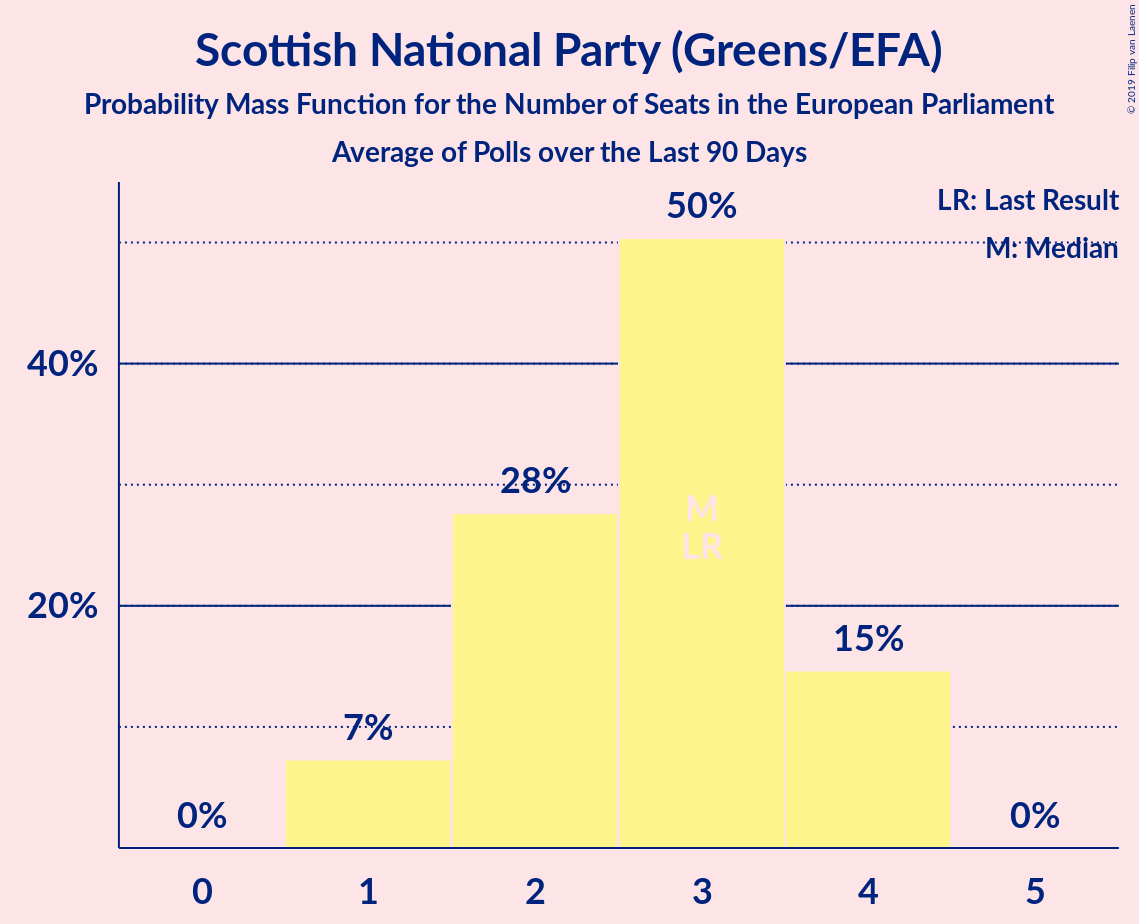 Scottish National Party (Greens/EFA)
Probability Mass Function for the Number of Seats in the European Parliament
Average of Polls over the Last 90 Days
© 2019 Filip van Laenen
LR: Last Result
M: Median
50%
40%
28%
M
LR
20%
15%
7%
0%
0%
0 1 2 3 4 5